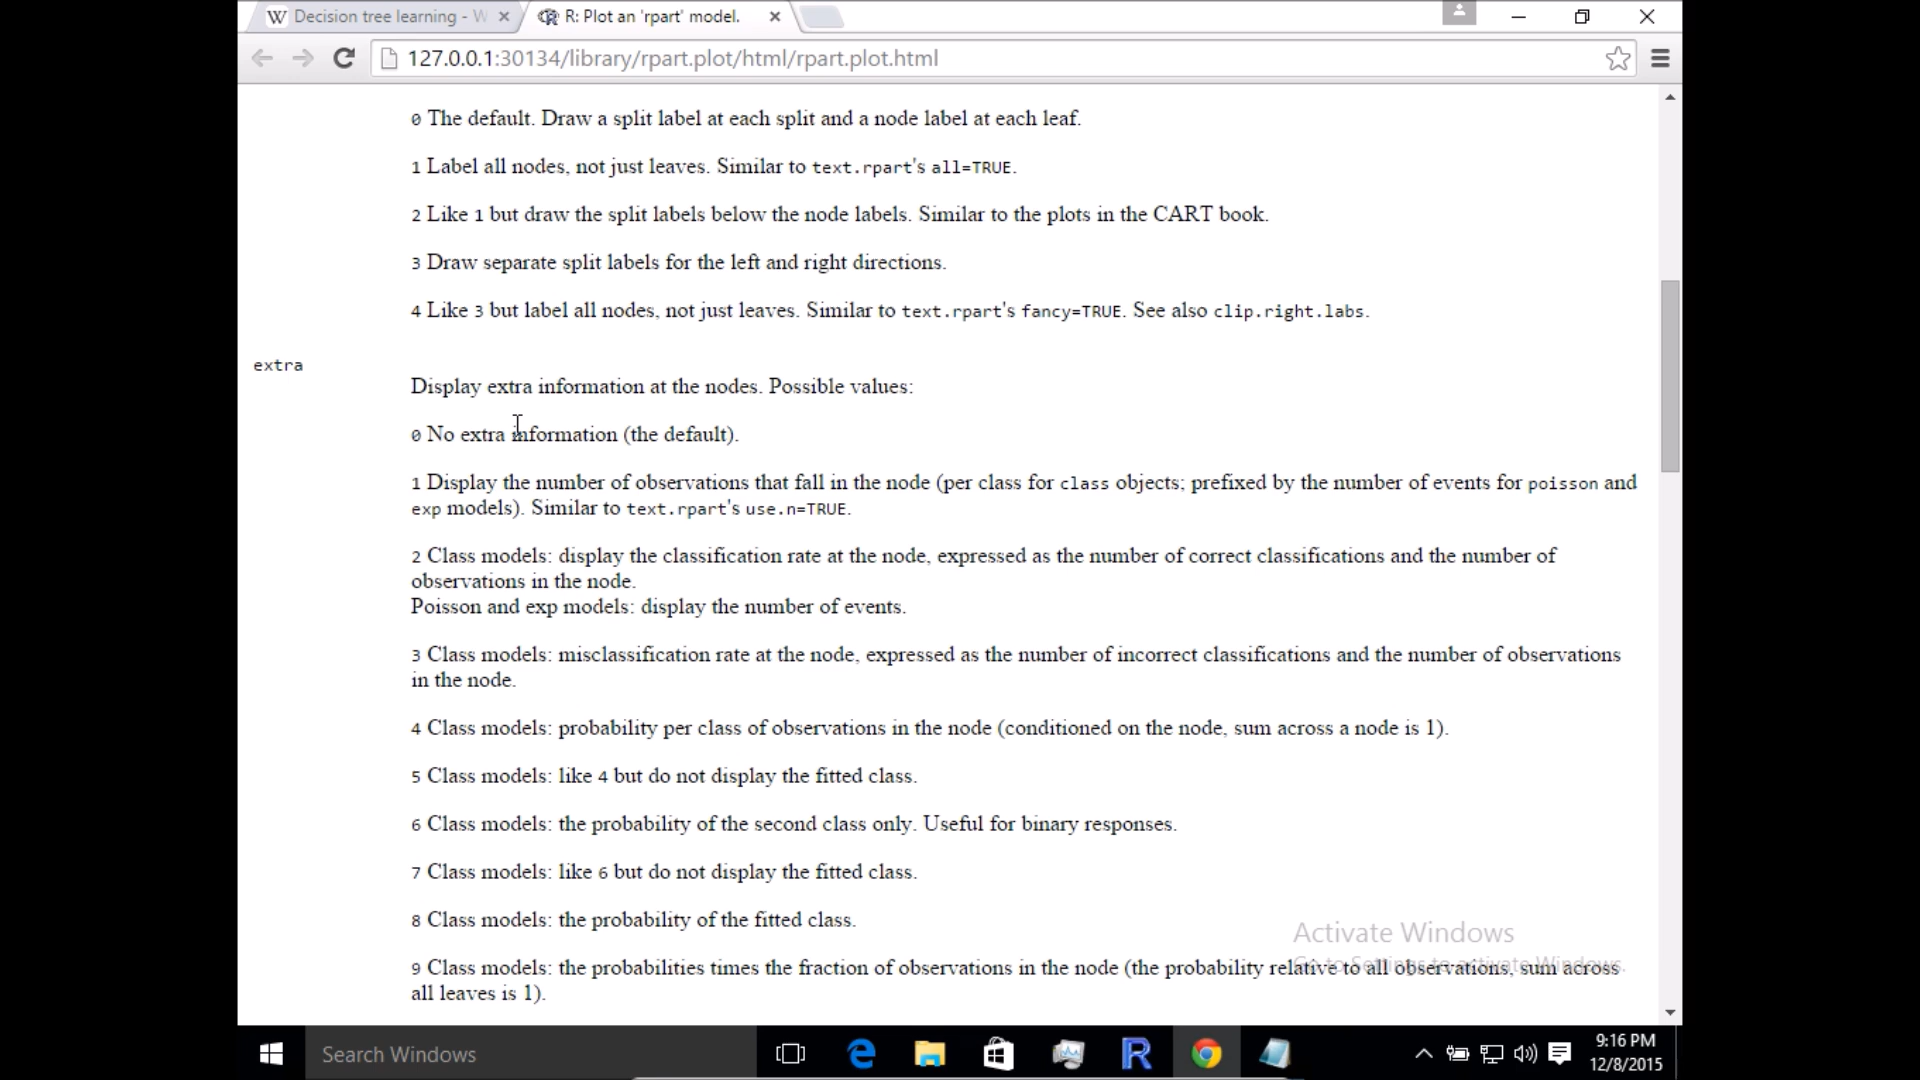 Decision tree learning - W
R: Plot an 'rpart' model.
127.0.0.1:30134/library/rpart.plot/html/rpart.plot.html
0 The default. Draw a split label at each split and a node label at each leaf.
1 Label all nodes, not just leaves. Similar to text.rpart's all=TRUE.
2 Like 1 but draw the split labels below the node labels. Similar to the plots in the CART book.
3 Draw separate split labels for the left and right directions.
4 Like 3 but label all nodes, not just leaves. Similar to text.rpart's fancy=TRUE. See also clip.right.labs.
extra
Display extra information at the nodes. Possible values:
0 No extra information (the default).
1 Display the number of observations that fall in the node (per class for class objects; prefixed by the number of events for poisson and
exp models). Similar to text.rpart's use.n=TRUE.
2 Class models: display the classification rate at the node, expressed as the number of correct classifications and the number of
observations in the node.
Poisson and exp models: display the number of events.
3 Class models: misclassification rate at the node, expressed as the number of incorrect classifications and the number of observations
in the node.
4 Class models: probability per class of observations in the node (conditioned on the node, sum across a node is 1).
5 Class models: like 4 but do not display the fitted class.
6 Class models: the probability of the second class only. Useful for binary responses.
7 Class models: like 6 but do not display the fitted class.
8 Class models: the probability of the fitted class.
Activate Windows
Go to Settings to activate Windows.
9 Class models: the probabilities times the fraction of observations in the node (the probability relative to all observations, sum across
all leaves is 1).
Search Windows
9:16 PM
12/8/2015